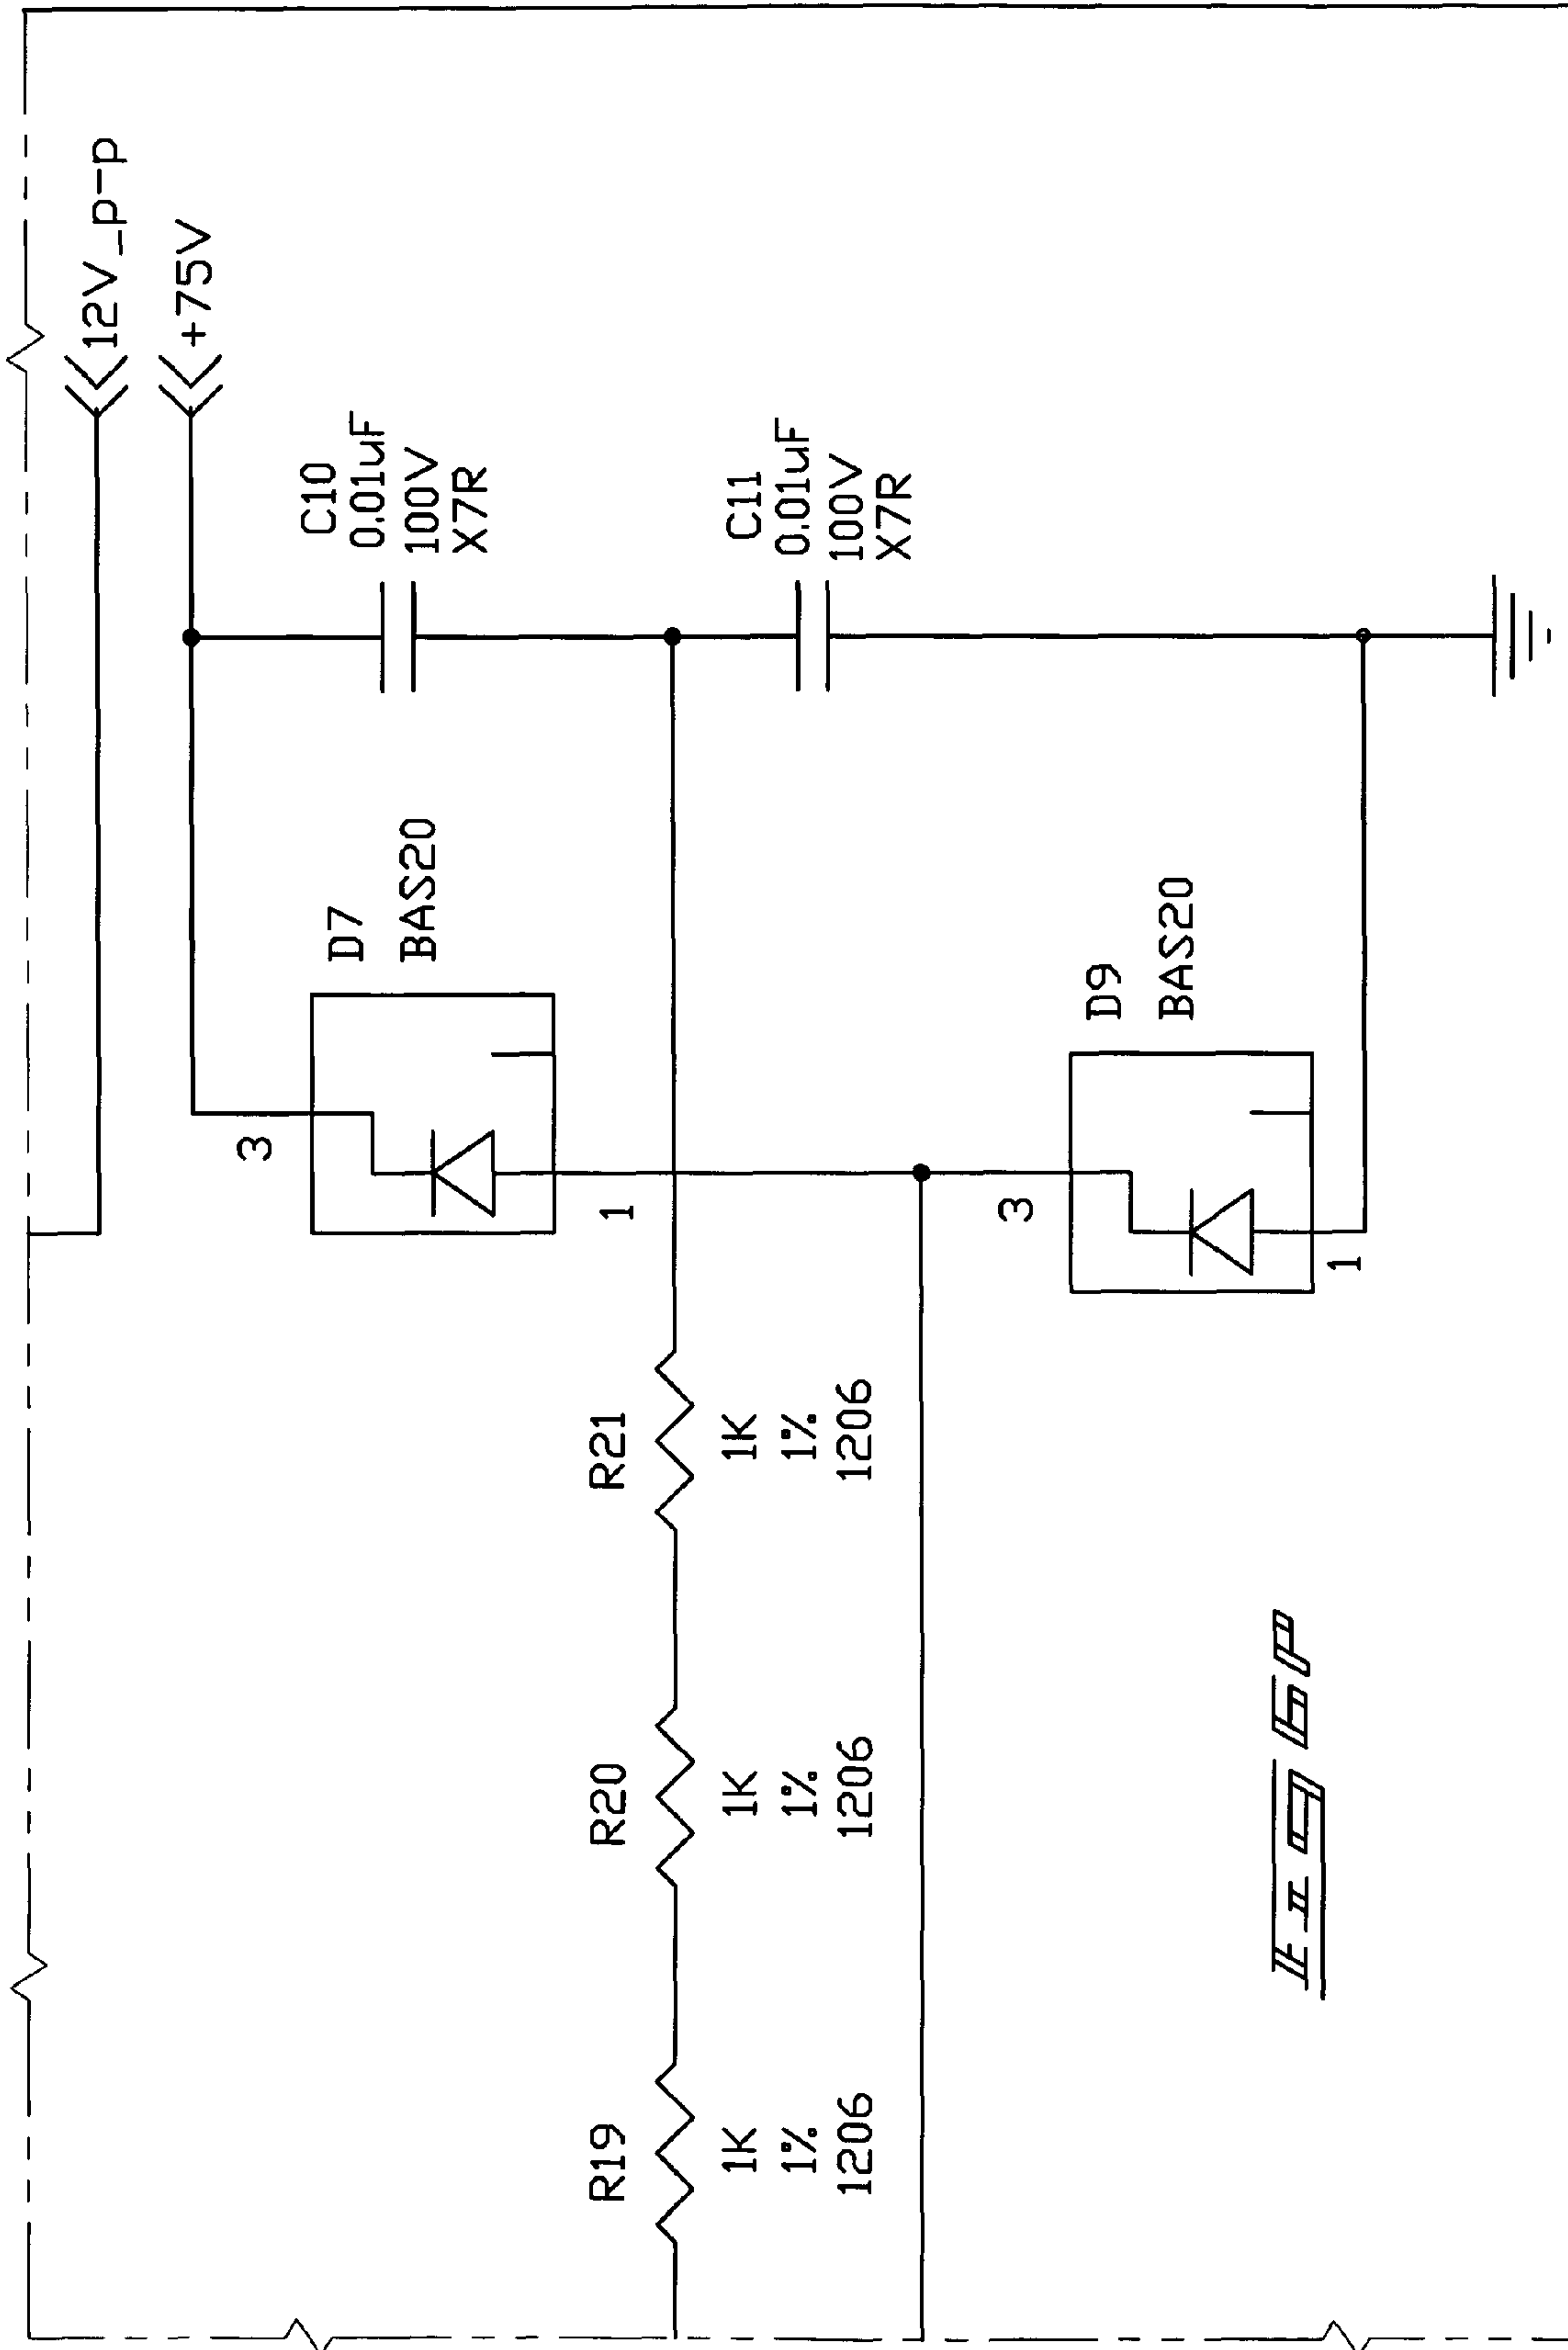 12V_p-p
+75V
3
D7
BAS20
1
C10
0.01uF
100V
X7R
R19
1K
1%
1206
R20
1K
1%
1206
R21
1K
1%
1206
C11
0.01uF
100V
X7R
3
D9
BAS20
1
FIG 6P